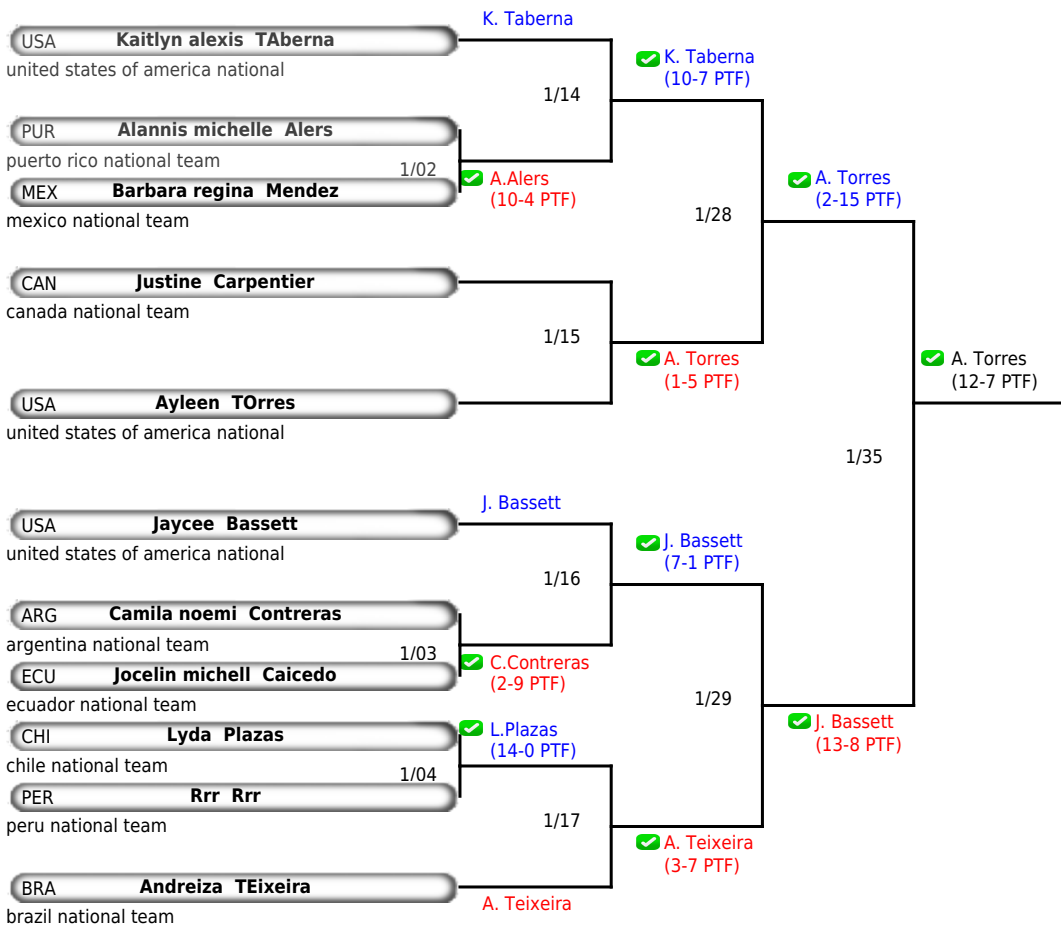 K. Taberna
USA Kaitlyn alexis TAberna
united states of america national
K. Taberna
(10-7 PTF)
1/14
PUR Alannis michelle Alers
puerto rico national team
1/02
A.Alers
(10-4 PTF)
MEX Barbara regina Mendez
mexico national team
A. Torres
(2-15 PTF)
1/28
CAN Justine Carpentier
canada national team
1/15
A. Torres
(1-5 PTF)
A. Torres
(12-7 PTF)
USA Ayleen TOrres
united states of america national
1/35
J. Bassett
USA Jaycee Bassett
united states of america national
J. Bassett
(7-1 PTF)
1/16
ARG Camila noemi Contreras
argentina national team
1/03
C.Contreras
(2-9 PTF)
ECU Jocelin michell Caicedo
ecuador national team
1/29
CHI Lyda Plazas
chile national team
L.Plazas
(14-0 PTF)
J. Bassett
(13-8 PTF)
1/04
PER Rrr Rrr
peru national team
1/17
A. Teixeira
(3-7 PTF)
BRA Andreiza TEixeira
brazil national team
A. Teixeira